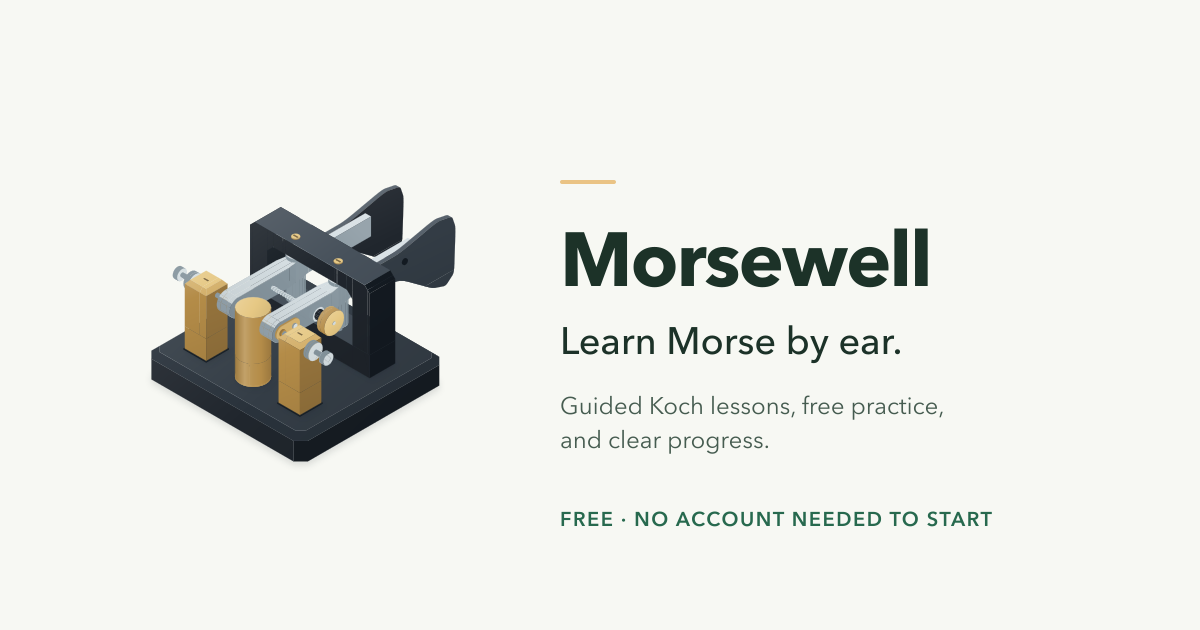 Morsewell
Learn Morse by ear.
Guided Koch lessons, free practice,
and clear progress.
FREE · NO ACCOUNT NEEDED TO START